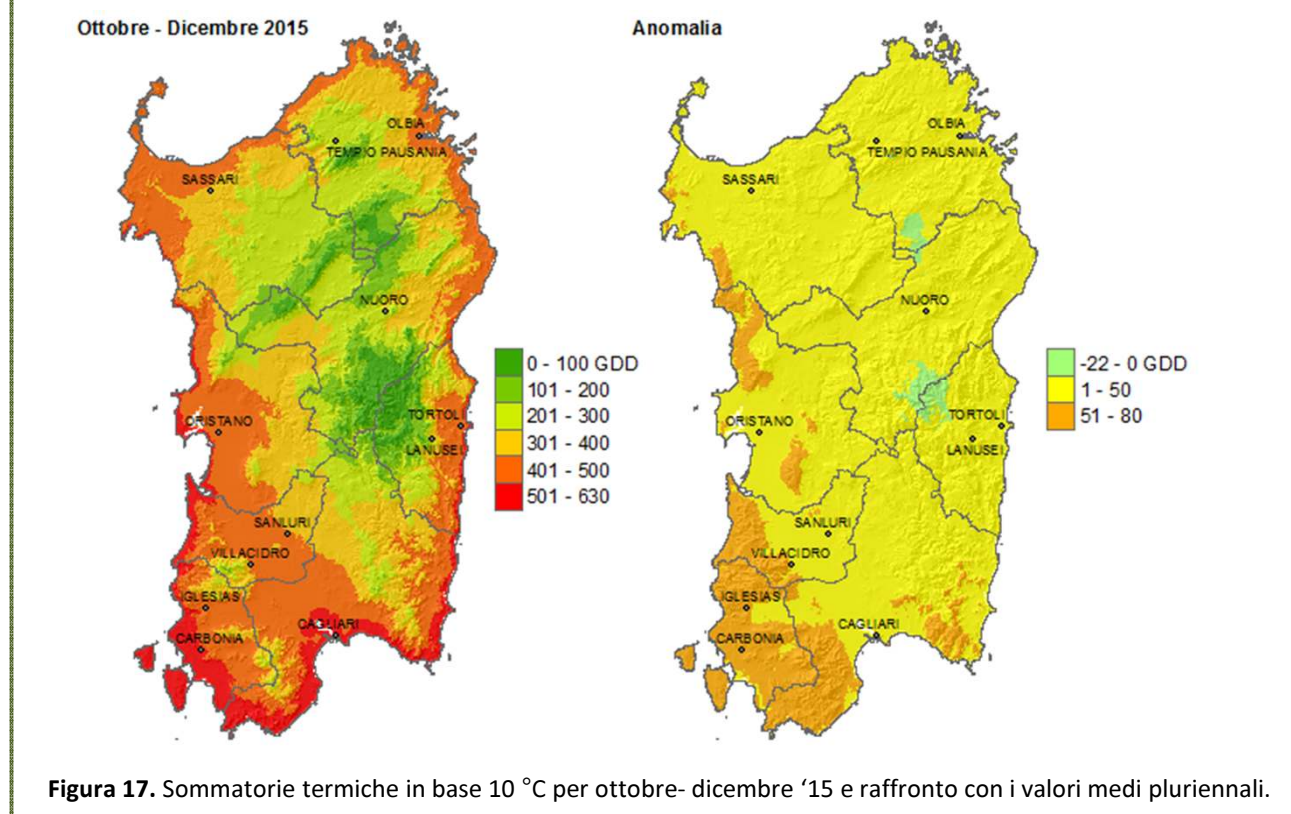 Ottobre - Dicembre 2015
OLBIA
TEMPIO PAUSANIA
SASSARI
NUORO
ORISTANO
TORTOLI
LANUSEI
SANLURI
VILLACIDRO
IGLESIAS
CAGLIARI
CARBONIA
0 - 100 GDD
101 - 200
201 - 300
301 - 400
401 - 500
501 - 630
Anomalia
OLBIA
TEMPIO PAUSANIA
SASSARI
NUORO
ORISTANO
TORTOLI
LANUSEI
SANLURI
VILLACIDRO
IGLESIAS
CAGLIARI
CARBONIA
-22 - 0 GDD
1 - 50
51 - 80
Figura 17. Sommatorie termiche in base 10 °C per ottobre- dicembre ‘15 e raffronto con i valori medi pluriennali.